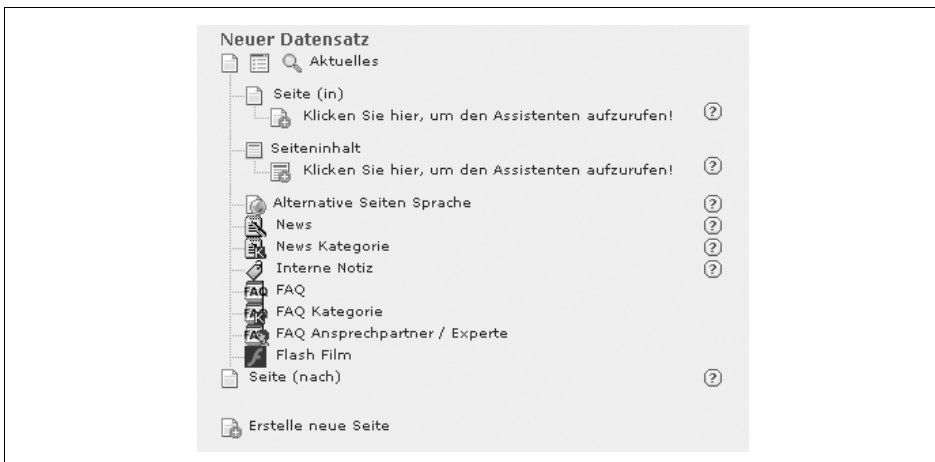 Neuer Datensatz
Aktuelles
Seite (in)
Klicken Sie hier, um den Assistenten aufzurufen!
Seiteninhalt
Klicken Sie hier, um den Assistenten aufzurufen!
Alternative Seiten Sprache
News
News Kategorie
Interne Notiz
FAQ FAQ
FAQ Kategorie
FAQ Ansprechpartner / Experte
Flash Film
Seite (nach)
Erstelle neue Seite